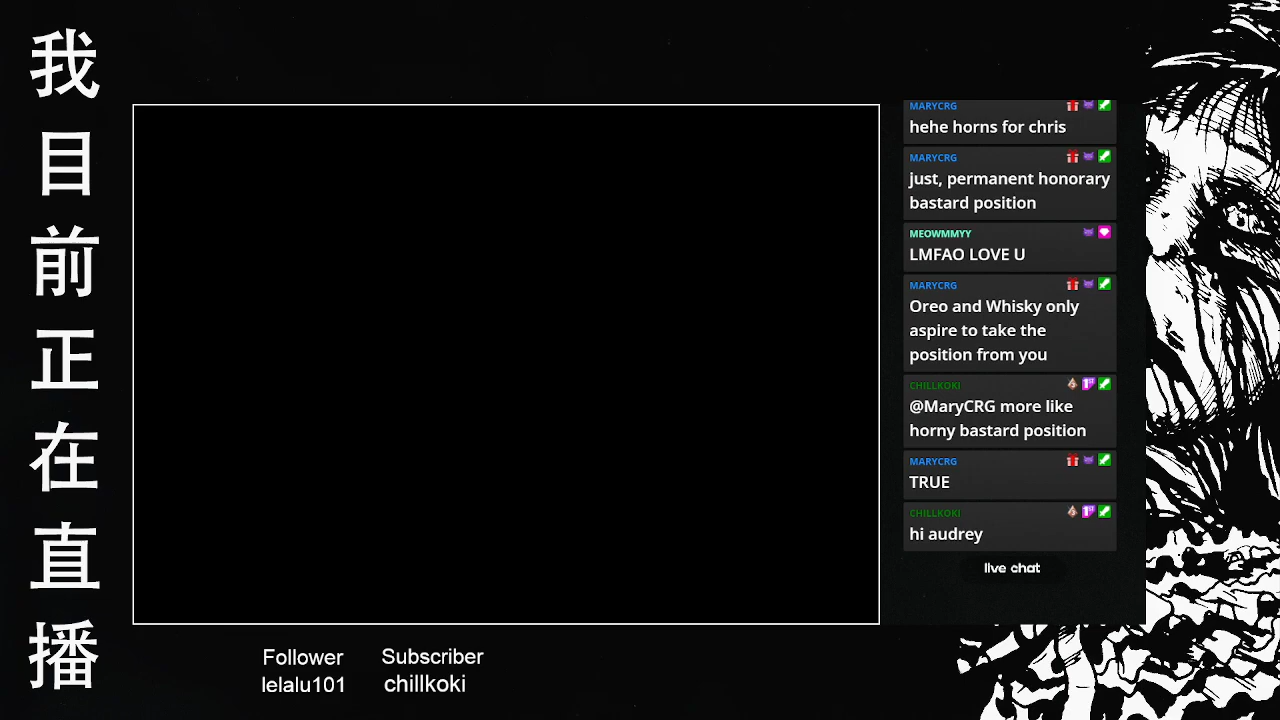 我
目
前
正
在
直
播
MARYCRG
hehe horns for chris
MARYCRG
just, permanent honorary
bastard position
MEOWMMYY
LMFAO LOVE U
MARYCRG
Oreo and Whisky only
aspire to take the
position from you
CHILLKOKI
@MaryCRG more like
horny bastard position
MARYCRG
TRUE
CHILLKOKI
hi audrey
live chat
Follower
lelalu101
Subscriber
chillkoki